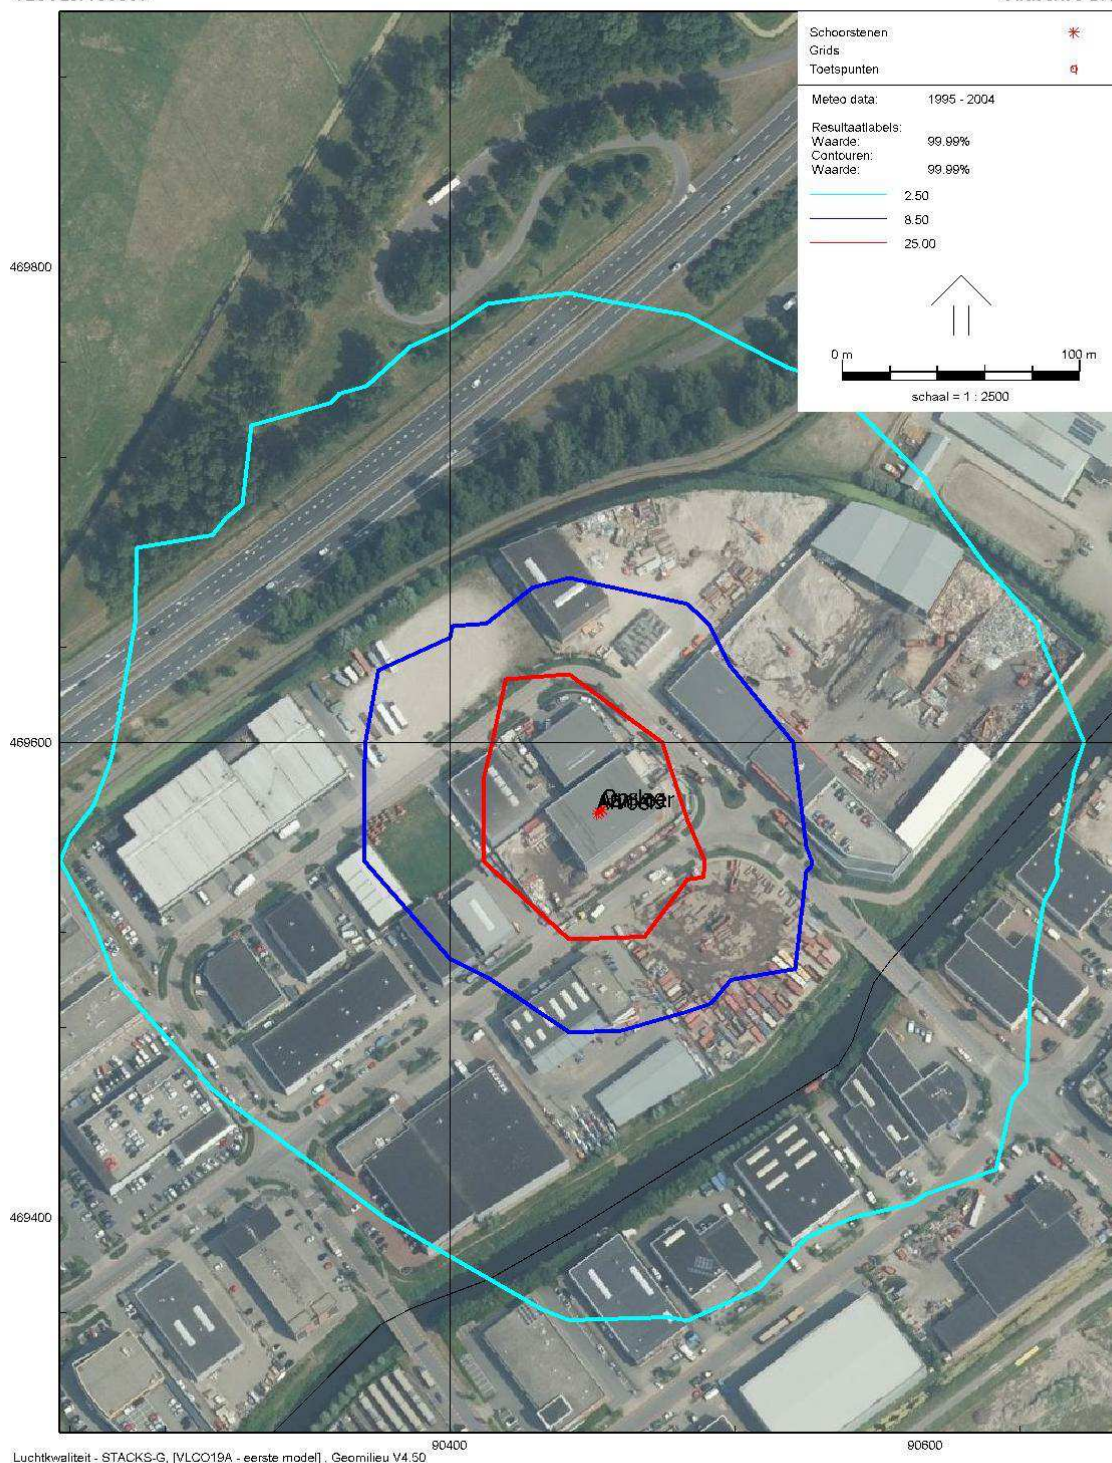 Schoorstenen
Grids
Toetspunten
Meteo data: 1995 - 2004
Resultaatlabels:
Waarde: 99.99%
Contouren:
Waarde: 99.99%
2.50
8.50
25.00
0 m 100 m
schaal = 1 : 2500
469800
469600
469400
90400 90600
Luchtkwaliteit - STACKS-G, [VLCO19A - eerste model] , Geomilieu V4.50